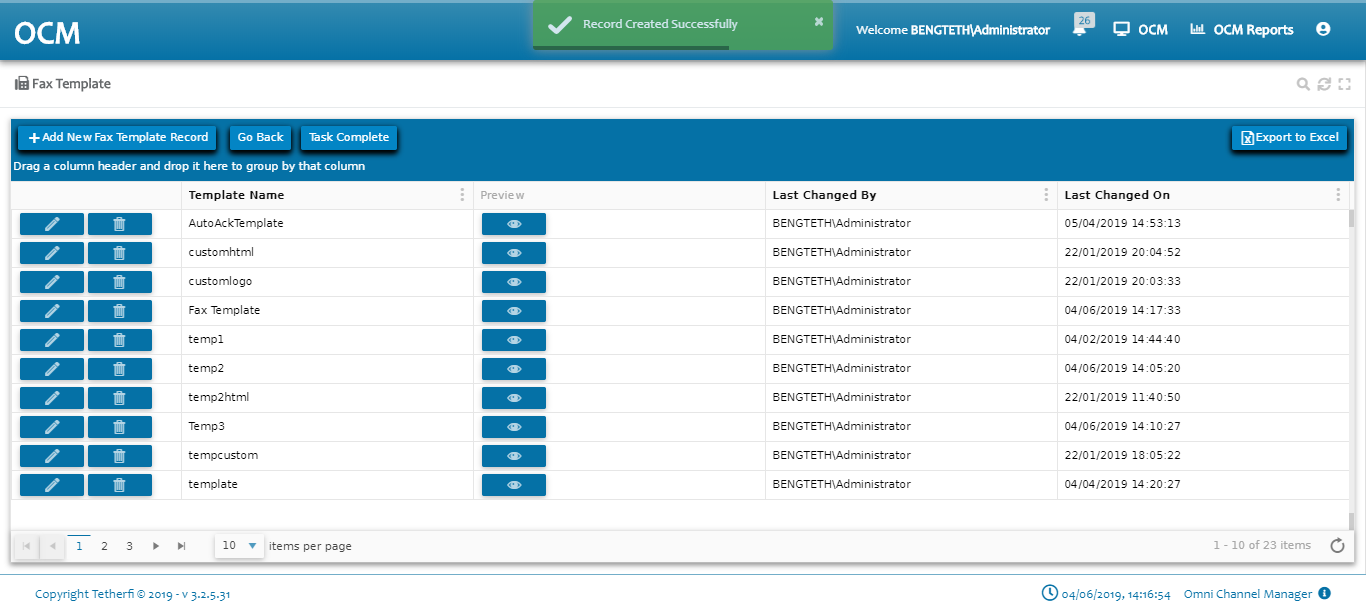 OCM
Record Created Successfully
✖
Welcome BENGTETH\Administrator
26
OCM
OCM Reports
Fax Template
+ Add New Fax Template Record
Go Back
Task Complete
Export to Excel
Drag a column header and drop it here to group by that column
Template Name Preview Last Changed By Last Changed On
AutoAckTemplate BENGTETH\Administrator 05/04/2019 14:53:13
customhtml BENGTETH\Administrator 22/01/2019 20:04:52
customlogo BENGTETH\Administrator 22/01/2019 20:03:33
Fax Template BENGTETH\Administrator 04/06/2019 14:17:33
temp1 BENGTETH\Administrator 04/02/2019 14:44:40
temp2 BENGTETH\Administrator 04/06/2019 14:05:20
temp2html BENGTETH\Administrator 22/01/2019 11:40:50
Temp3 BENGTETH\Administrator 04/06/2019 14:10:27
tempcustom BENGTETH\Administrator 22/01/2019 18:05:22
template BENGTETH\Administrator 04/04/2019 14:20:27
1 2 3 10 items per page 1 - 10 of 23 items
Copyright Tetherfi © 2019 - v 3.2.5.31 04/06/2019, 14:16:54 Omni Channel Manager